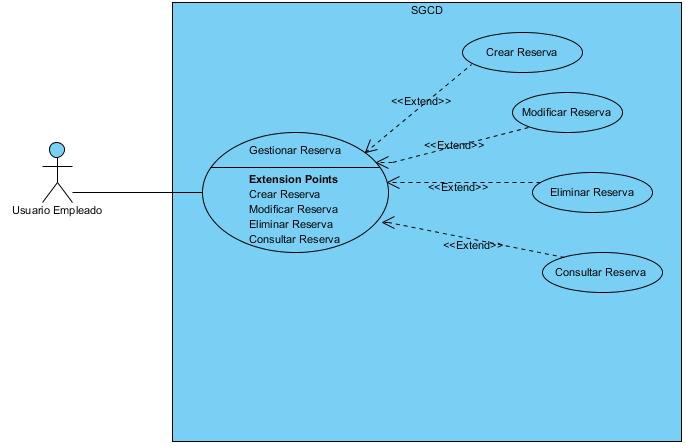 SGCD
Crear Reserva
<<Extend>>
Modificar Reserva
<<Extend>>
Gestionar Reserva
Extension Points
Crear Reserva
Modificar Reserva
Eliminar Reserva
Consultar Reserva
<<Extend>>
Eliminar Reserva
Usuario Empleado
<<Extend>>
Consultar Reserva